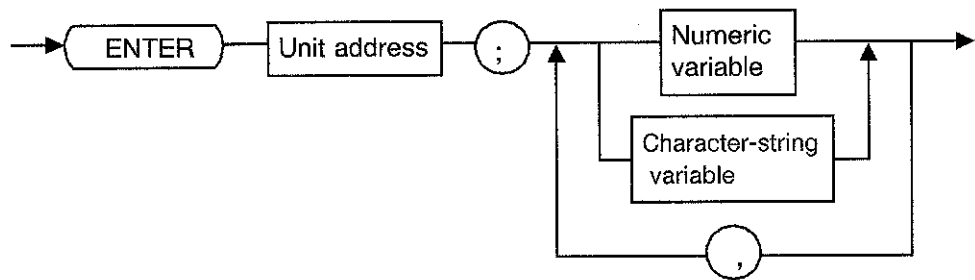 ENTER
Unit address
;
Numeric
variable
Character-string
variable
,